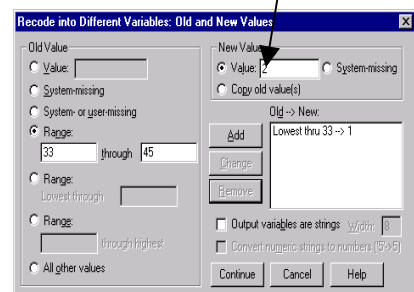 Recode into Different Variables: Old and New Values
Old Value
Value:
System-missing
System- or user-missing
Range:
33 through 45
Range:
Lowest through
Range:
through highest
All other values
New Value
Value: 2 System-missing
Copy old value(s)
Old --> New:
Add
Lowest thru 33 --> 1
Change
Remove
Output variables are strings Width: 8
Convert numeric strings to numbers ('5'->5)
Continue Cancel Help